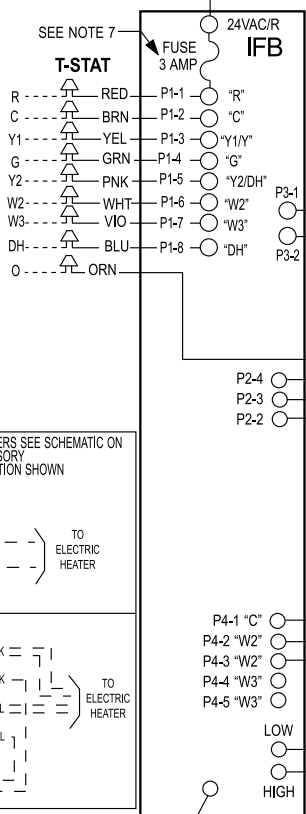 24VAC/R
SEE NOTE 7
IFB
FUSE
3 AMP
T-STAT
R RED P1-1 "R"
C BRN P1-2 "C"
Y1 YEL P1-3 "Y1/Y"
G GRN P1-4 "G"
Y2 PNK P1-5 "Y2/DH"
W2 WHT P1-6 "W2"
W3 VIO P1-7 "W3"
DH BLU P1-8 "DH"
O ORN
P3-1
P3-2
P2-4
P2-3
P2-2
ERS SEE SCHEMATIC ON
SORY
TION SHOWN
TO
ELECTRIC
HEATER
K
K
L
L
TO
ELECTRIC
HEATER
P4-1 "C"
P4-2 "W2"
P4-3 "W2"
P4-4 "W3"
P4-5 "W3"
LOW
HIGH